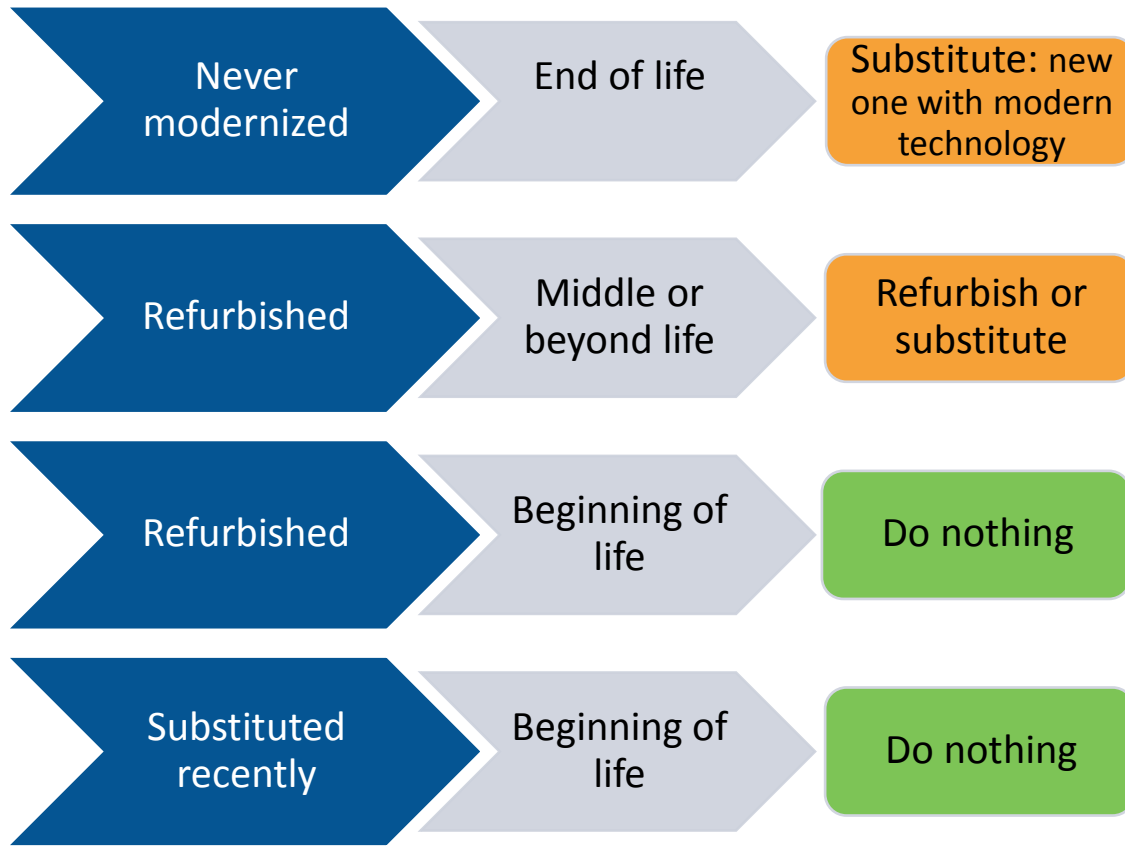 Never
modernized
End of life
Substitute: new
one with modern
technology
Refurbished
Middle or
beyond life
Refurbish or
substitute
Refurbished
Beginning of
life
Do nothing
Substituted
recently
Beginning of
life
Do nothing